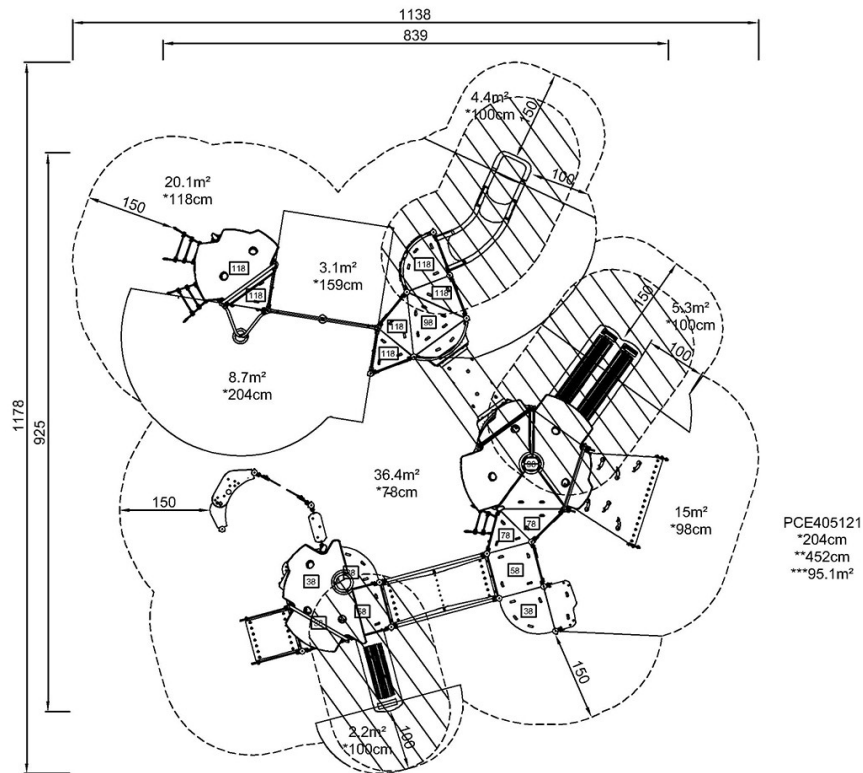 1138
839
4.4m²
*100cm
150
20.1m²
*118cm
150
100
118
3.1m²
*159cm
118
118
118
5.3m²
*100cm
150
118
98
118
100
8.7m²
*204cm
1178
925
36.4m²
*78cm
98
150
15m²
*98cm
PCE405121
*204cm
**452cm
***95.1m²
78
78
58
38
58
38
150
2.2m²
*100cm
100